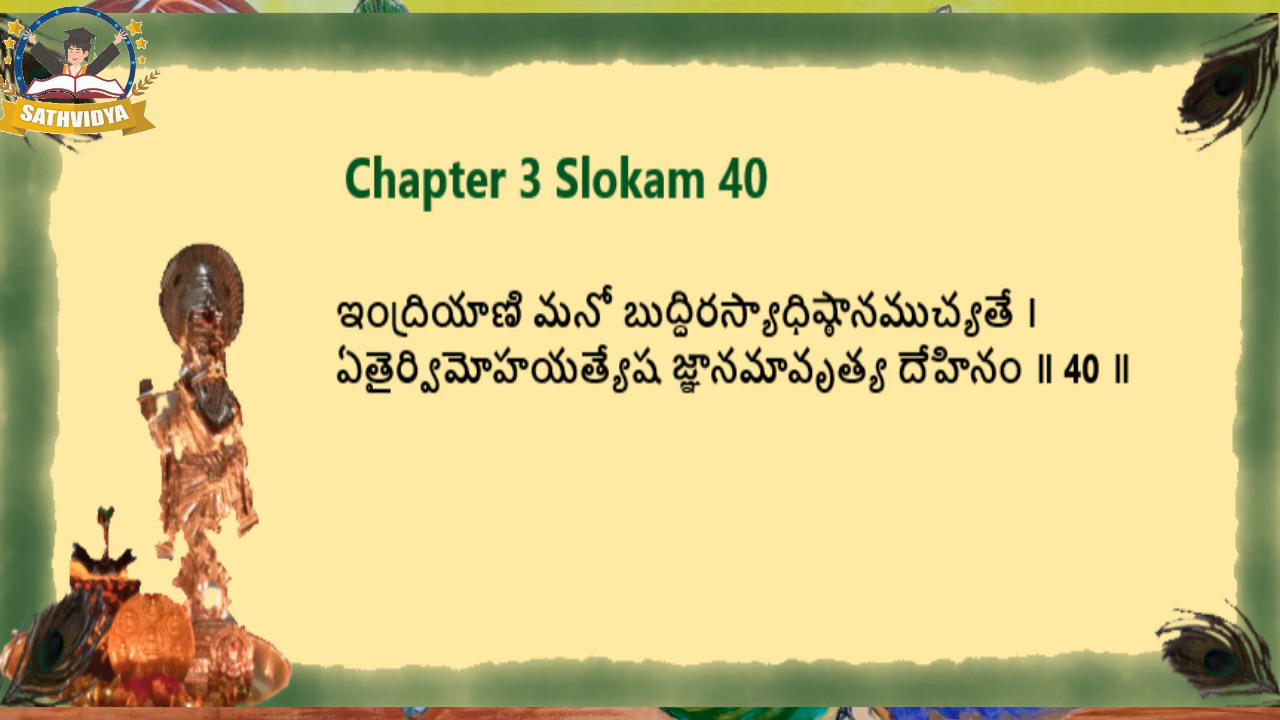 SATHVIDYA
Chapter 3 Slokam 40
ఇంద్రియాణి మనో బుద్దిరస్యాధిష్ఠానముచ్యతే ।
ఏతైర్విమోహయత్యేష జ్ఞానమావృత్య దేహినం ॥ 40 ॥